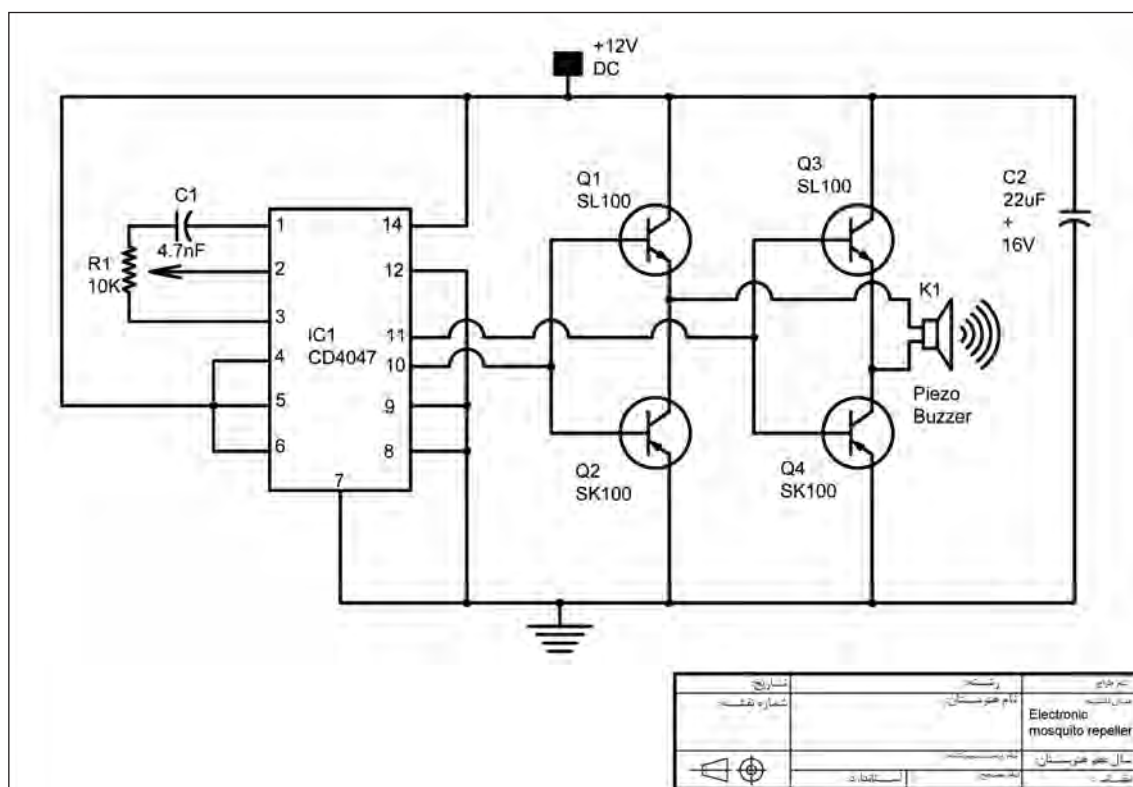 +12V
DC
C1
4.7nF
R1
10K
1
2
3
4
5
6
7
14
12
11
10
9
8
IC1
CD4047
Q1
SL100
Q2
SK100
Q3
SL100
Q4
SK100
K1
Piezo
Buzzer
C2
22uF
+
16V
رشته:
تاریخ:
نام هنرستان:
شماره نقشه:
Electronic
mosquito repeller
استاندارد